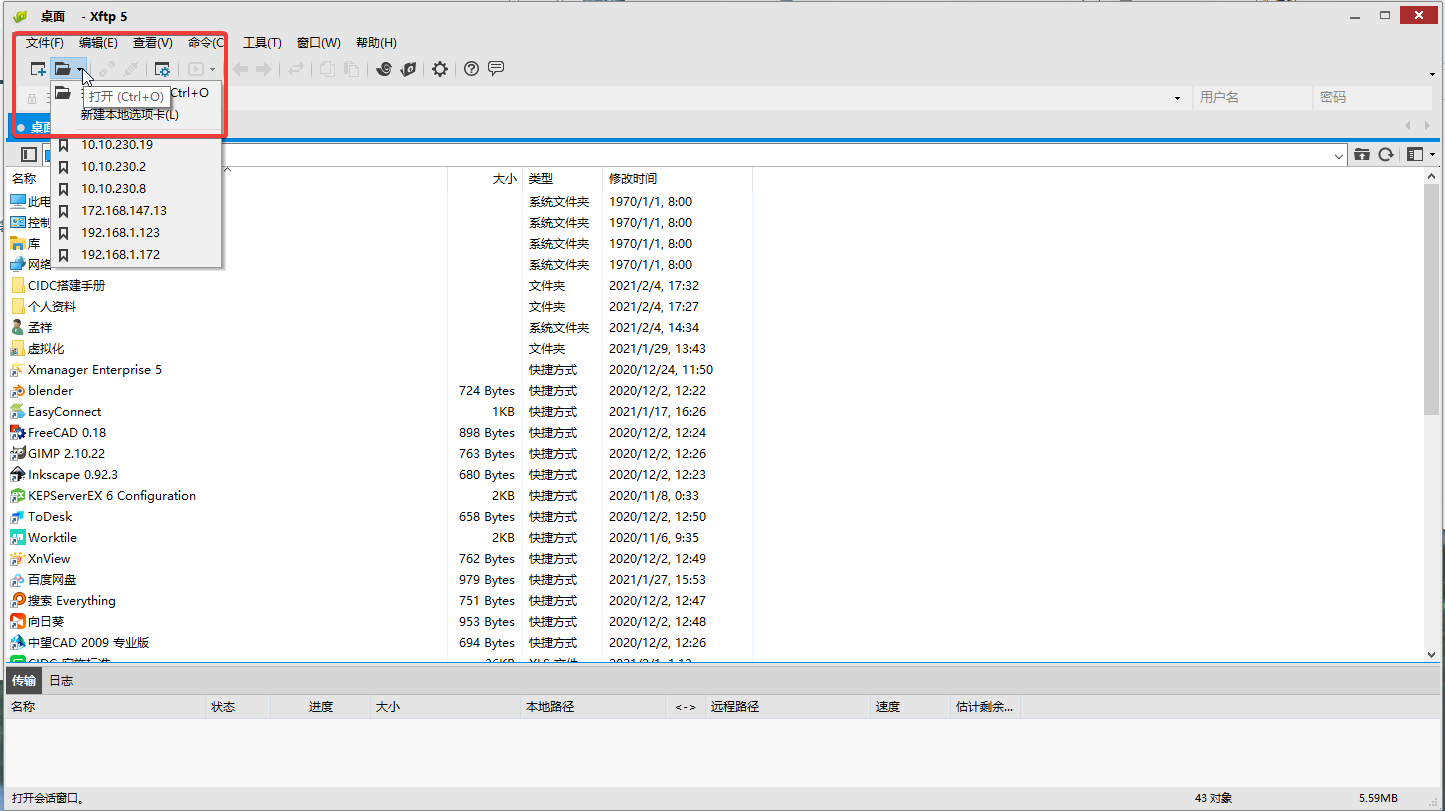 桌面 - Xftp 5
文件(F) 编辑(E) 查看(V) 命令(C 工具(T) 窗口(W) 帮助(H)
Ctrl+O
打开 (Ctrl+O)
新建本地选项卡(L)
用户名 密码
桌面
10.10.230.19
10.10.230.2
10.10.230.8
172.168.147.13
192.168.1.123
192.168.1.172
名称 大小 类型 修改时间
此电 系统文件夹 1970/1/1, 8:00
控制 系统文件夹 1970/1/1, 8:00
库 系统文件夹 1970/1/1, 8:00
网络 系统文件夹 1970/1/1, 8:00
CIDC搭建手册 文件夹 2021/2/4, 17:32
个人资料 文件夹 2021/2/4, 17:27
孟祥 系统文件夹 2021/2/4, 14:34
虚拟化 文件夹 2021/1/29, 13:43
Xmanager Enterprise 5 快捷方式 2020/12/24, 11:50
blender 724 Bytes 快捷方式 2020/12/2, 12:22
EasyConnect 1KB 快捷方式 2021/1/17, 16:26
FreeCAD 0.18 898 Bytes 快捷方式 2020/12/2, 12:24
GIMP 2.10.22 763 Bytes 快捷方式 2020/12/2, 12:26
Inkscape 0.92.3 680 Bytes 快捷方式 2020/12/2, 12:23
KEPServerEX 6 Configuration 2KB 快捷方式 2020/11/8, 0:33
ToDesk 658 Bytes 快捷方式 2020/12/2, 12:50
Worktile 2KB 快捷方式 2020/11/6, 9:35
XnView 762 Bytes 快捷方式 2020/12/2, 12:49
百度网盘 979 Bytes 快捷方式 2021/1/27, 15:53
搜索 Everything 751 Bytes 快捷方式 2020/12/2, 12:47
向日葵 953 Bytes 快捷方式 2020/12/2, 12:48
中望CAD 2009 专业版 694 Bytes 快捷方式 2020/12/2, 12:26
传输 日志
名称 状态 进度 大小 本地路径 <-> 远程路径 速度 估计剩余...
打开会话窗口。 43 对象 5.59MB